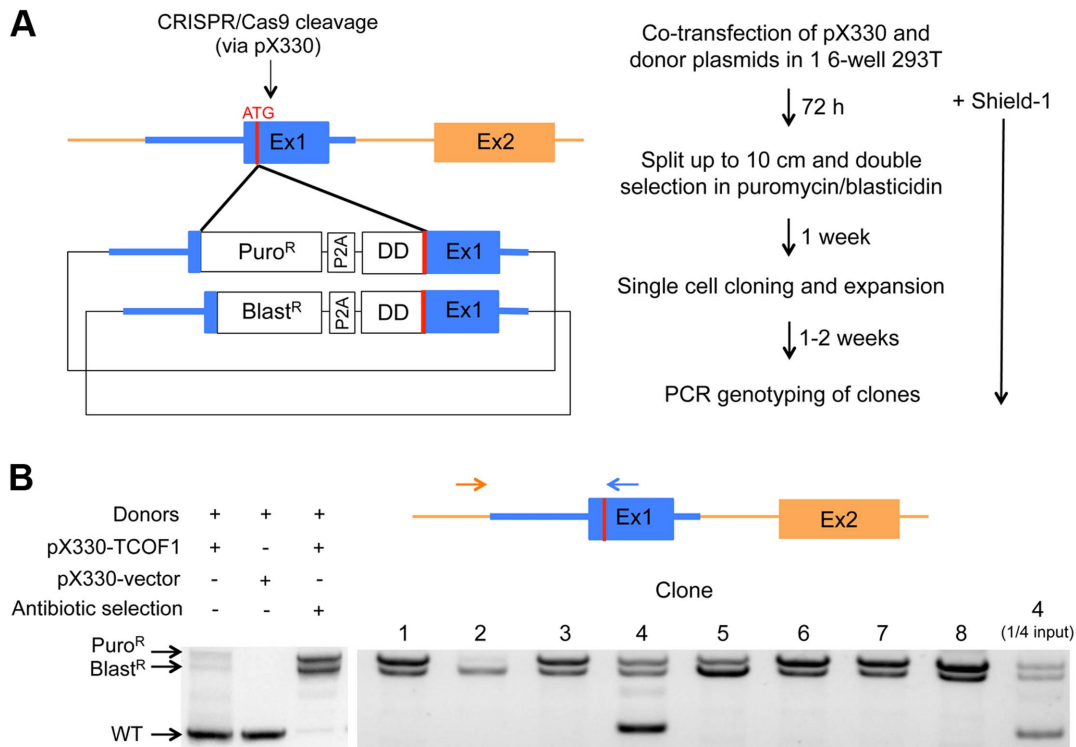 A
CRISPR/Cas9 cleavage
(via pX330)
ATG
Ex1
Ex2
Puroᴿ
P2A
DD
Ex1
Blastᴿ
P2A
DD
Ex1
Co-transfection of pX330 and
donor plasmids in 1 6-well 293T
72 h
+ Shield-1
Split up to 10 cm and double
selection in puromycin/blasticidin
1 week
Single cell cloning and expansion
1-2 weeks
PCR genotyping of clones
B
Donors + + +
pX330-TCOF1 + - +
pX330-vector - + -
Antibiotic selection - - +
Puroᴿ
Blastᴿ
WT
Ex1
Ex2
Clone
1 2 3 4 5 6 7 8 4
(1/4 input)